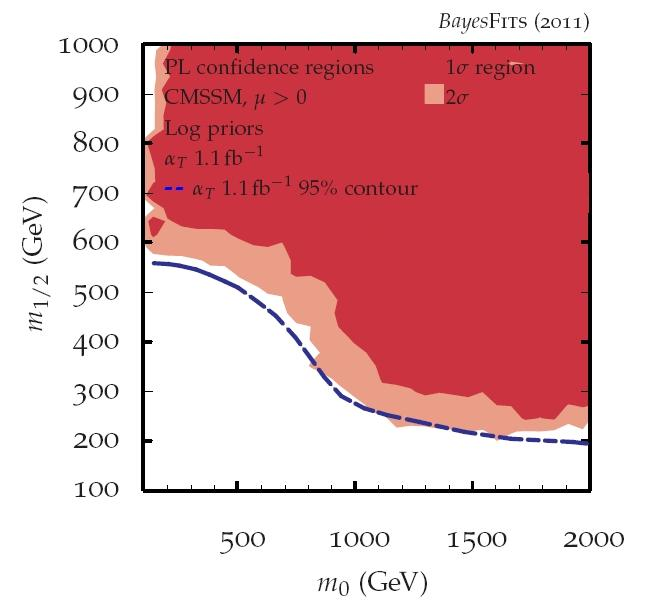 BayesFITS (2011)
PL confidence regions 1σ region
CMSSM, μ > 0 2σ
Log priors
α_T 1.1 fb⁻¹
α_T 1.1 fb⁻¹ 95% contour
1000
900
800
700
600
500
400
300
200
100
m₁/₂ (GeV)
500 1000 1500 2000
m₀ (GeV)